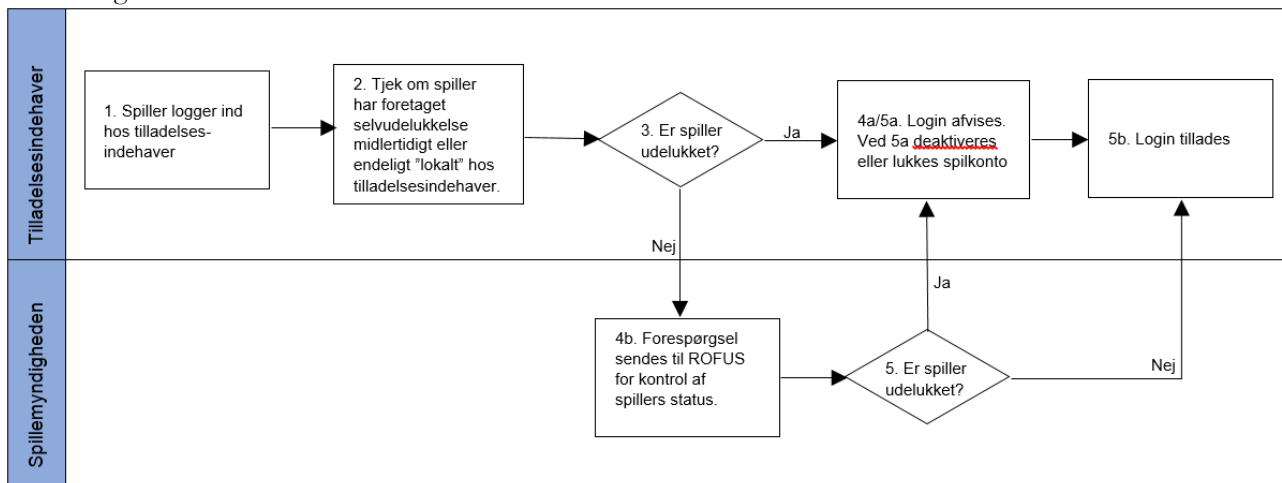 Tilladelsesindehaver
1. Spiller logger ind
hos tilladelses-
indehaver
2. Tjek om spiller
har foretaget
selvudelukkelse
midlertidigt eller
endeligt ”lokalt” hos
tilladelsesindehaver.
3. Er spiller
udelukket?
Ja
4a/5a. Login afvises.
Ved 5a deaktiveres
eller lukkes spilkonto
5b. Login tillades
Nej
Spillemyndigheden
4b. Forespørgsel
sendes til ROFUS
for kontrol af
spillers status.
5. Er spiller
udelukket?
Ja
Nej